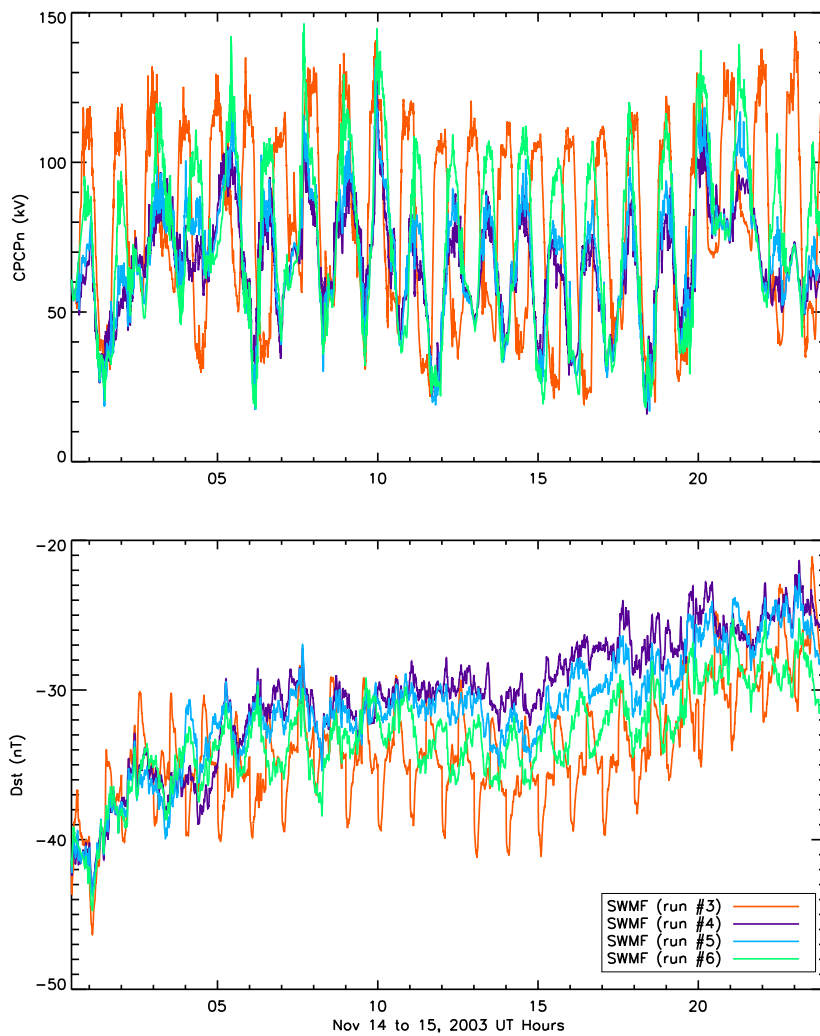 150
100
50
0
CPCPn (kV)
05
10
15
20
-20
-30
-40
-50
Dst (nT)
SWMF (run #3)
SWMF (run #4)
SWMF (run #5)
SWMF (run #6)
05
10
15
20
Nov 14 to 15, 2003 UT Hours